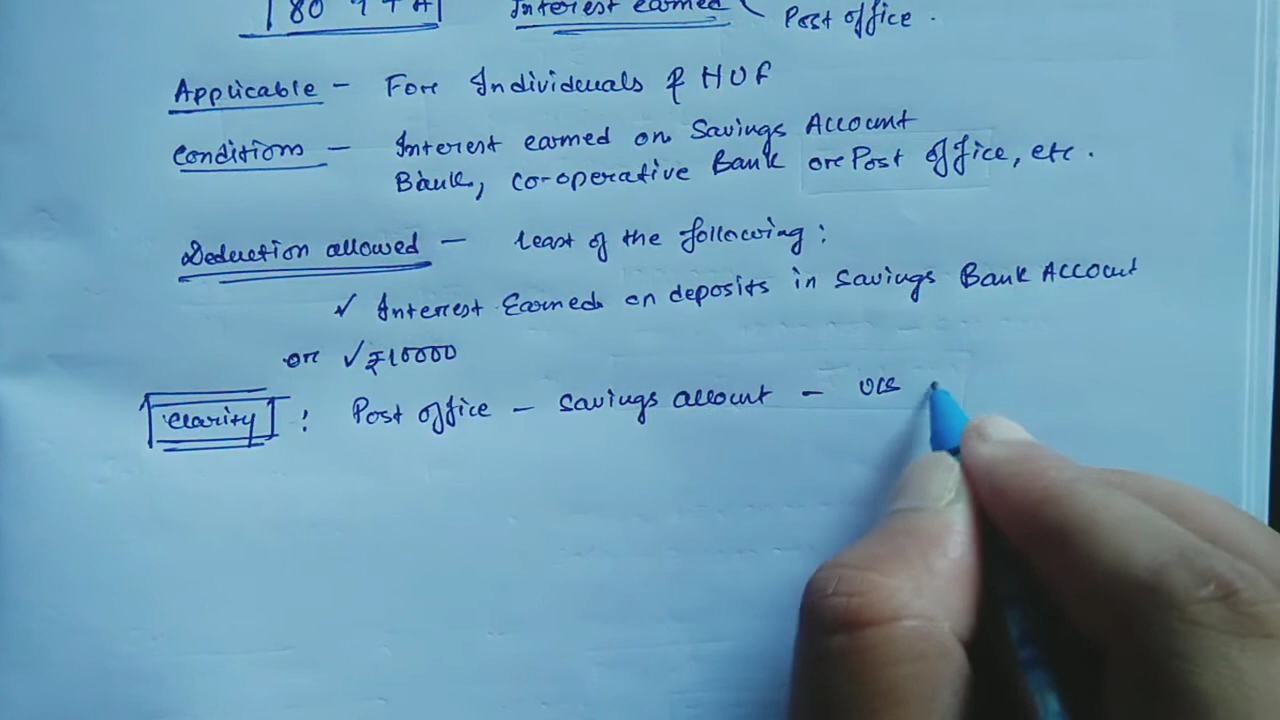 80 TTA Interest earned
Post office.
Applicable - For Individuals & HUF
Conditions - Interest earned on Savings Account
Bank, co-operative Bank or Post office, etc.
Deduction allowed - least of the following:
✓ Interest Earned on deposits in Savings Bank Account
or ✓ ₹10000
Clarity : Post office - Savings account - u/s